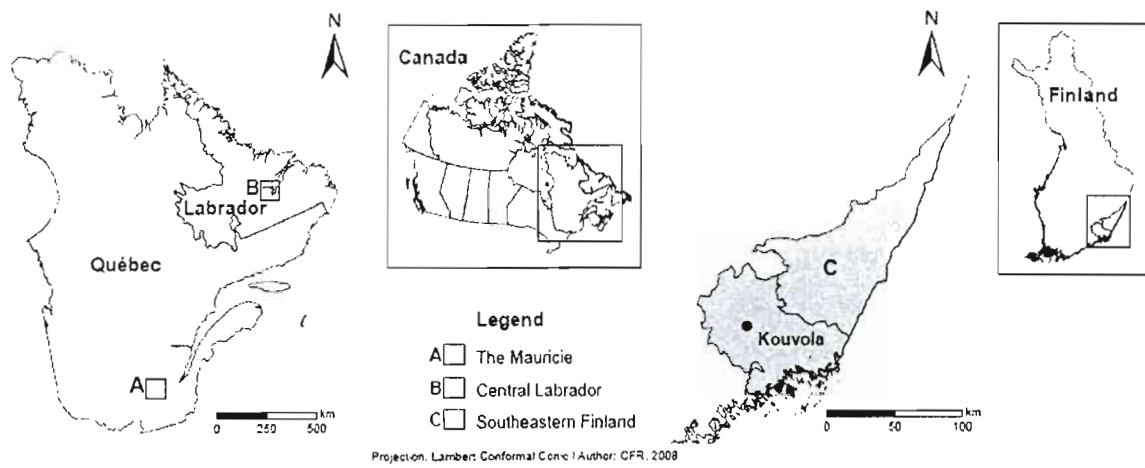 N
Canada
N
Finland
B
Labrador
Québec
C
Kouvola
Legend
A The Mauricie
B Central Labrador
C Southeastern Finland
A
km
0 250 500
km
0 50 100
Projection: Lambert Conformal Conic / Author: CFR, 2008